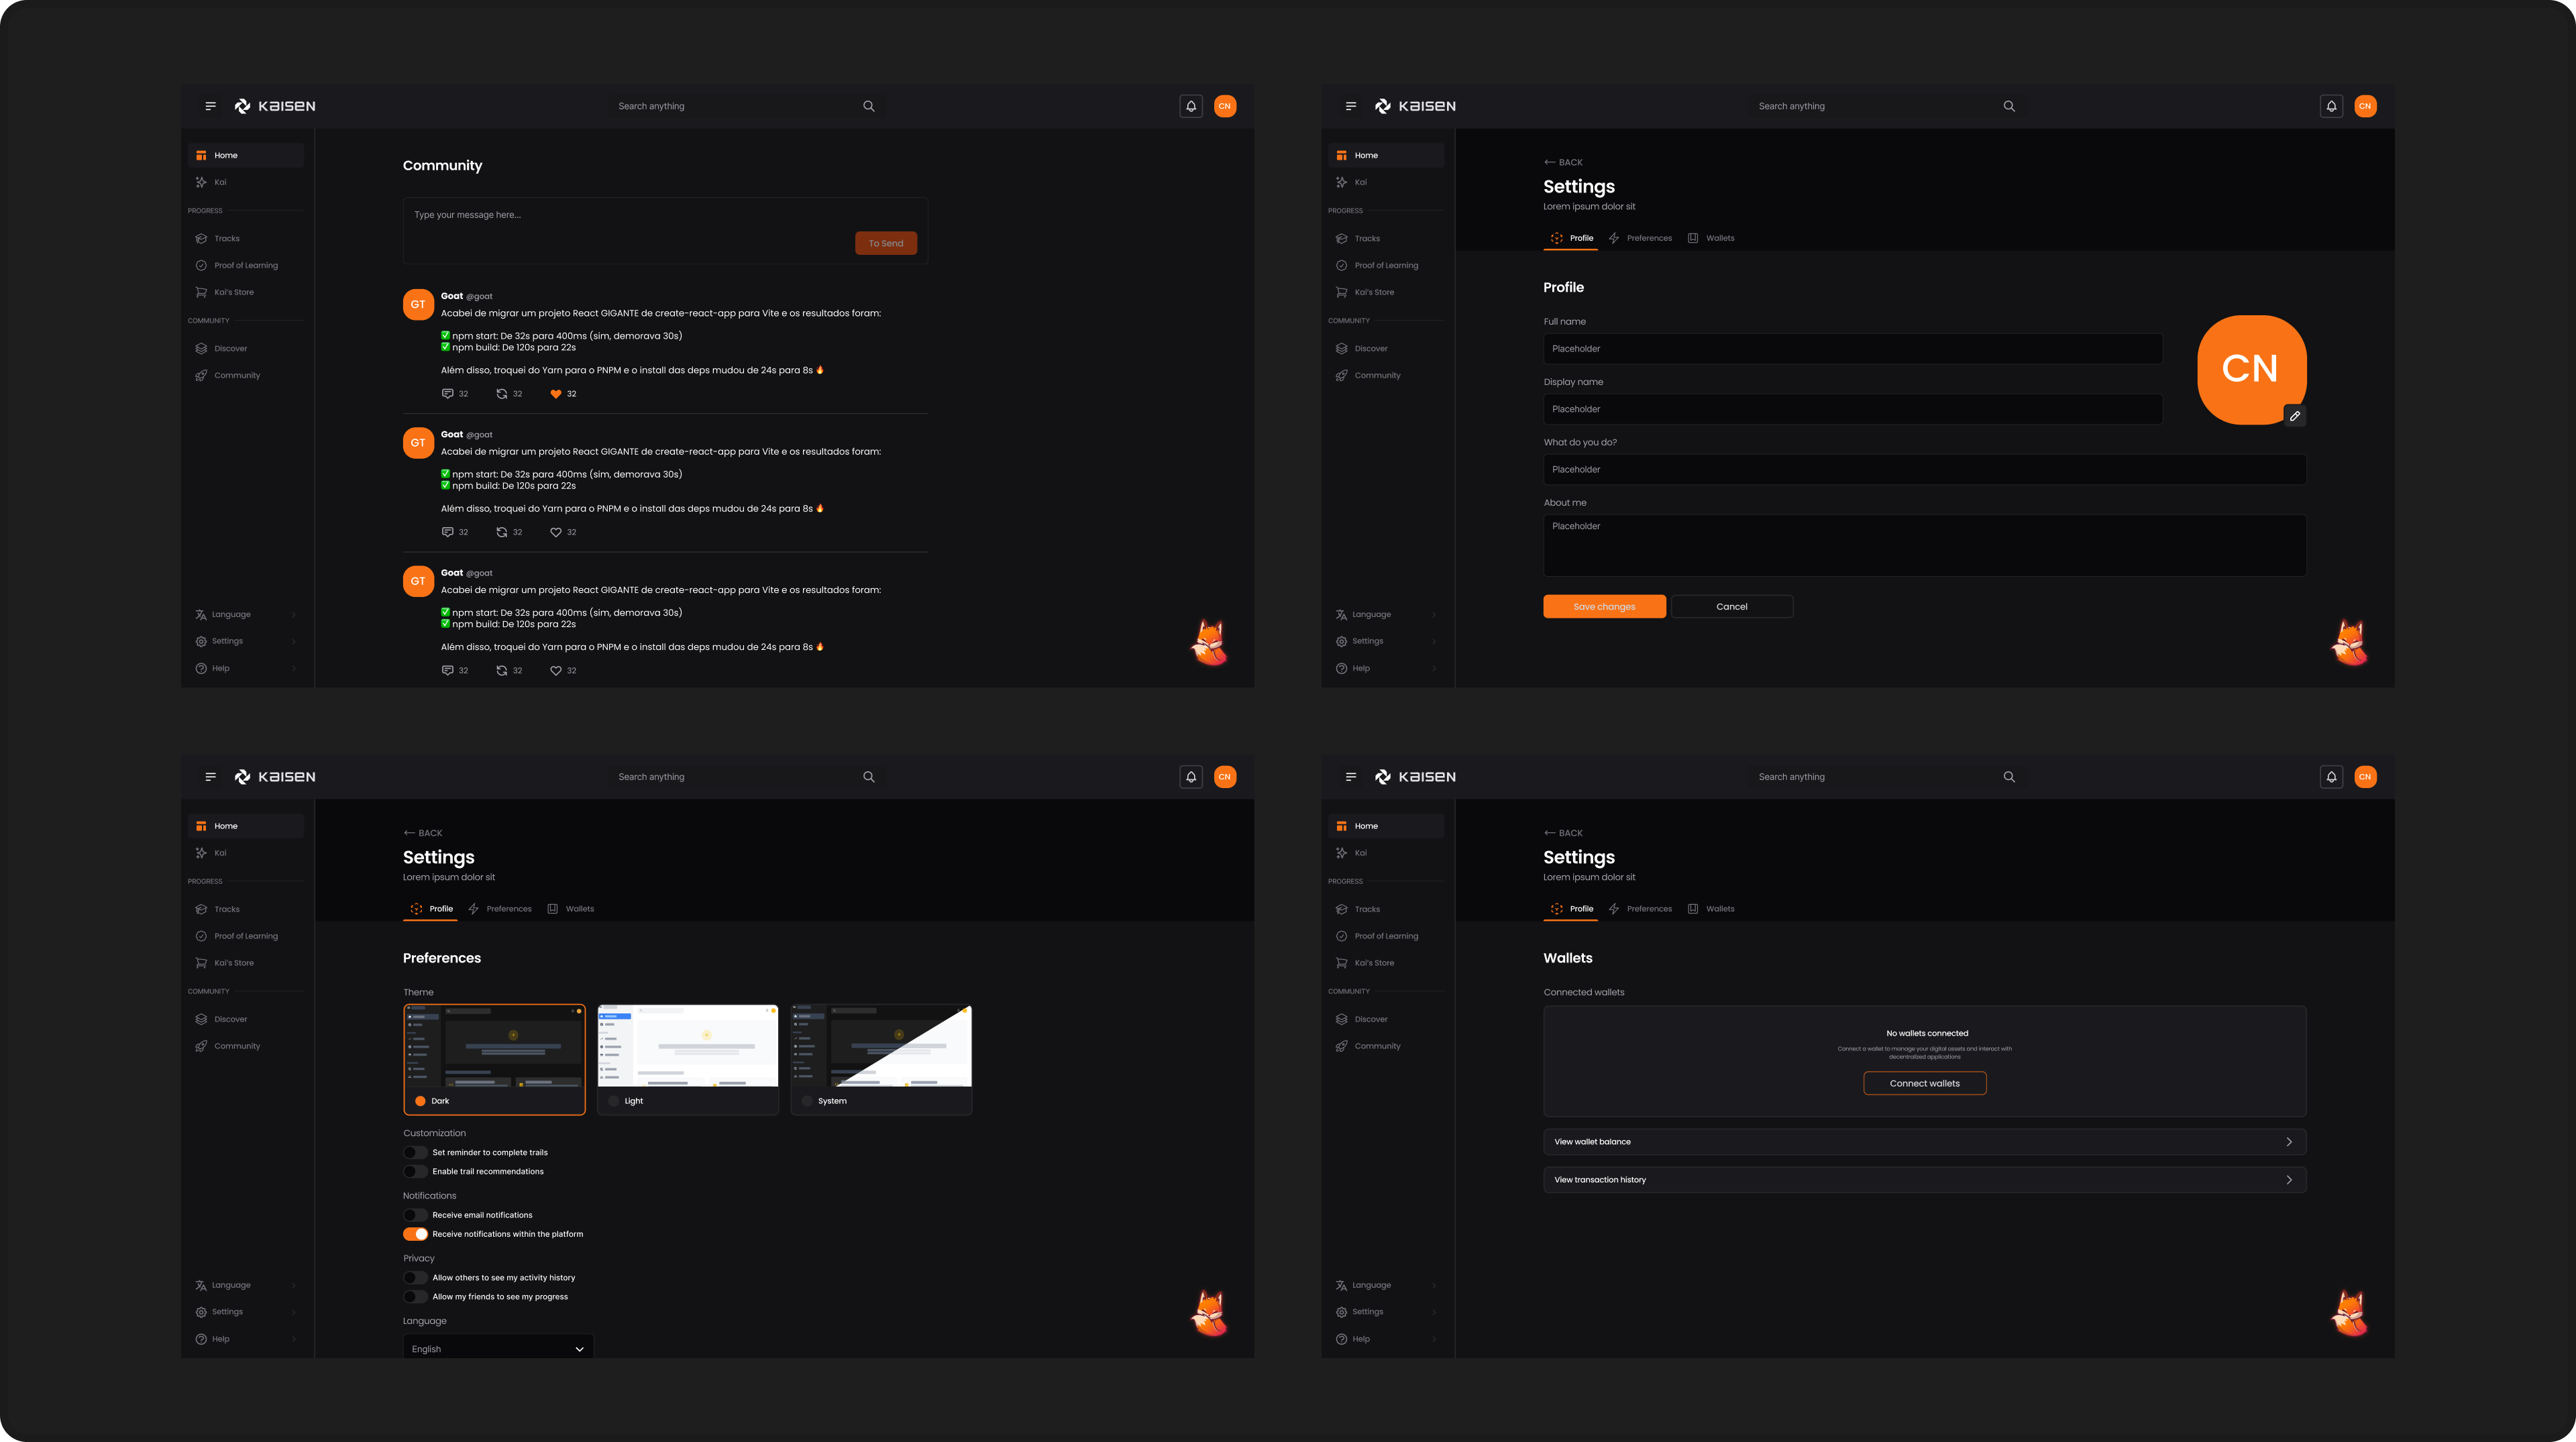 KAISEN
Search anything
CN
Home
Kai
PROGRESS
Tracks
Proof of Learning
Kai's Store
COMMUNITY
Discover
Community
Language
Settings
Help
Community
Type your message here...
To Send
GT
Goat @goat
Acabei de migrar um projeto React GIGANTE de create-react-app para Vite e os resultados foram:
✅ npm start: De 32s para 400ms (sim, demorava 30s)
✅ npm build: De 120s para 22s
Além disso, troquei do Yarn para o PNPM e o install das deps mudou de 24s para 8s 🔥
32 32 32
GT
Goat @goat
Acabei de migrar um projeto React GIGANTE de create-react-app para Vite e os resultados foram:
✅ npm start: De 32s para 400ms (sim, demorava 30s)
✅ npm build: De 120s para 22s
Além disso, troquei do Yarn para o PNPM e o install das deps mudou de 24s para 8s 🔥
32 32 32
GT
Goat @goat
Acabei de migrar um projeto React GIGANTE de create-react-app para Vite e os resultados foram:
✅ npm start: De 32s para 400ms (sim, demorava 30s)
✅ npm build: De 120s para 22s
Além disso, troquei do Yarn para o PNPM e o install das deps mudou de 24s para 8s 🔥
32 32 32
KAISEN
Search anything
CN
Home
Kai
PROGRESS
Tracks
Proof of Learning
Kai's Store
COMMUNITY
Discover
Community
Language
Settings
Help
BACK
Settings
Lorem ipsum dolor sit
Profile Preferences Wallets
Profile
Full name
Placeholder
Display name
Placeholder
CN
What do you do?
Placeholder
About me
Placeholder
Save changes Cancel
KAISEN
Search anything
CN
Home
Kai
PROGRESS
Tracks
Proof of Learning
Kai's Store
COMMUNITY
Discover
Community
Language
Settings
Help
BACK
Settings
Lorem ipsum dolor sit
Profile Preferences Wallets
Preferences
Theme
Dark Light System
Customization
Set reminder to complete trails
Enable trail recommendations
Notifications
Receive email notifications
Receive notifications within the platform
Privacy
Allow others to see my activity history
Allow my friends to see my progress
Language
English
KAISEN
Search anything
CN
Home
Kai
PROGRESS
Tracks
Proof of Learning
Kai's Store
COMMUNITY
Discover
Community
Language
Settings
Help
BACK
Settings
Lorem ipsum dolor sit
Profile Preferences Wallets
Wallets
Connected wallets
No wallets connected
Connect a wallet to manage your digital assets and interact with
decentralized applications
Connect wallets
View wallet balance
View transaction history